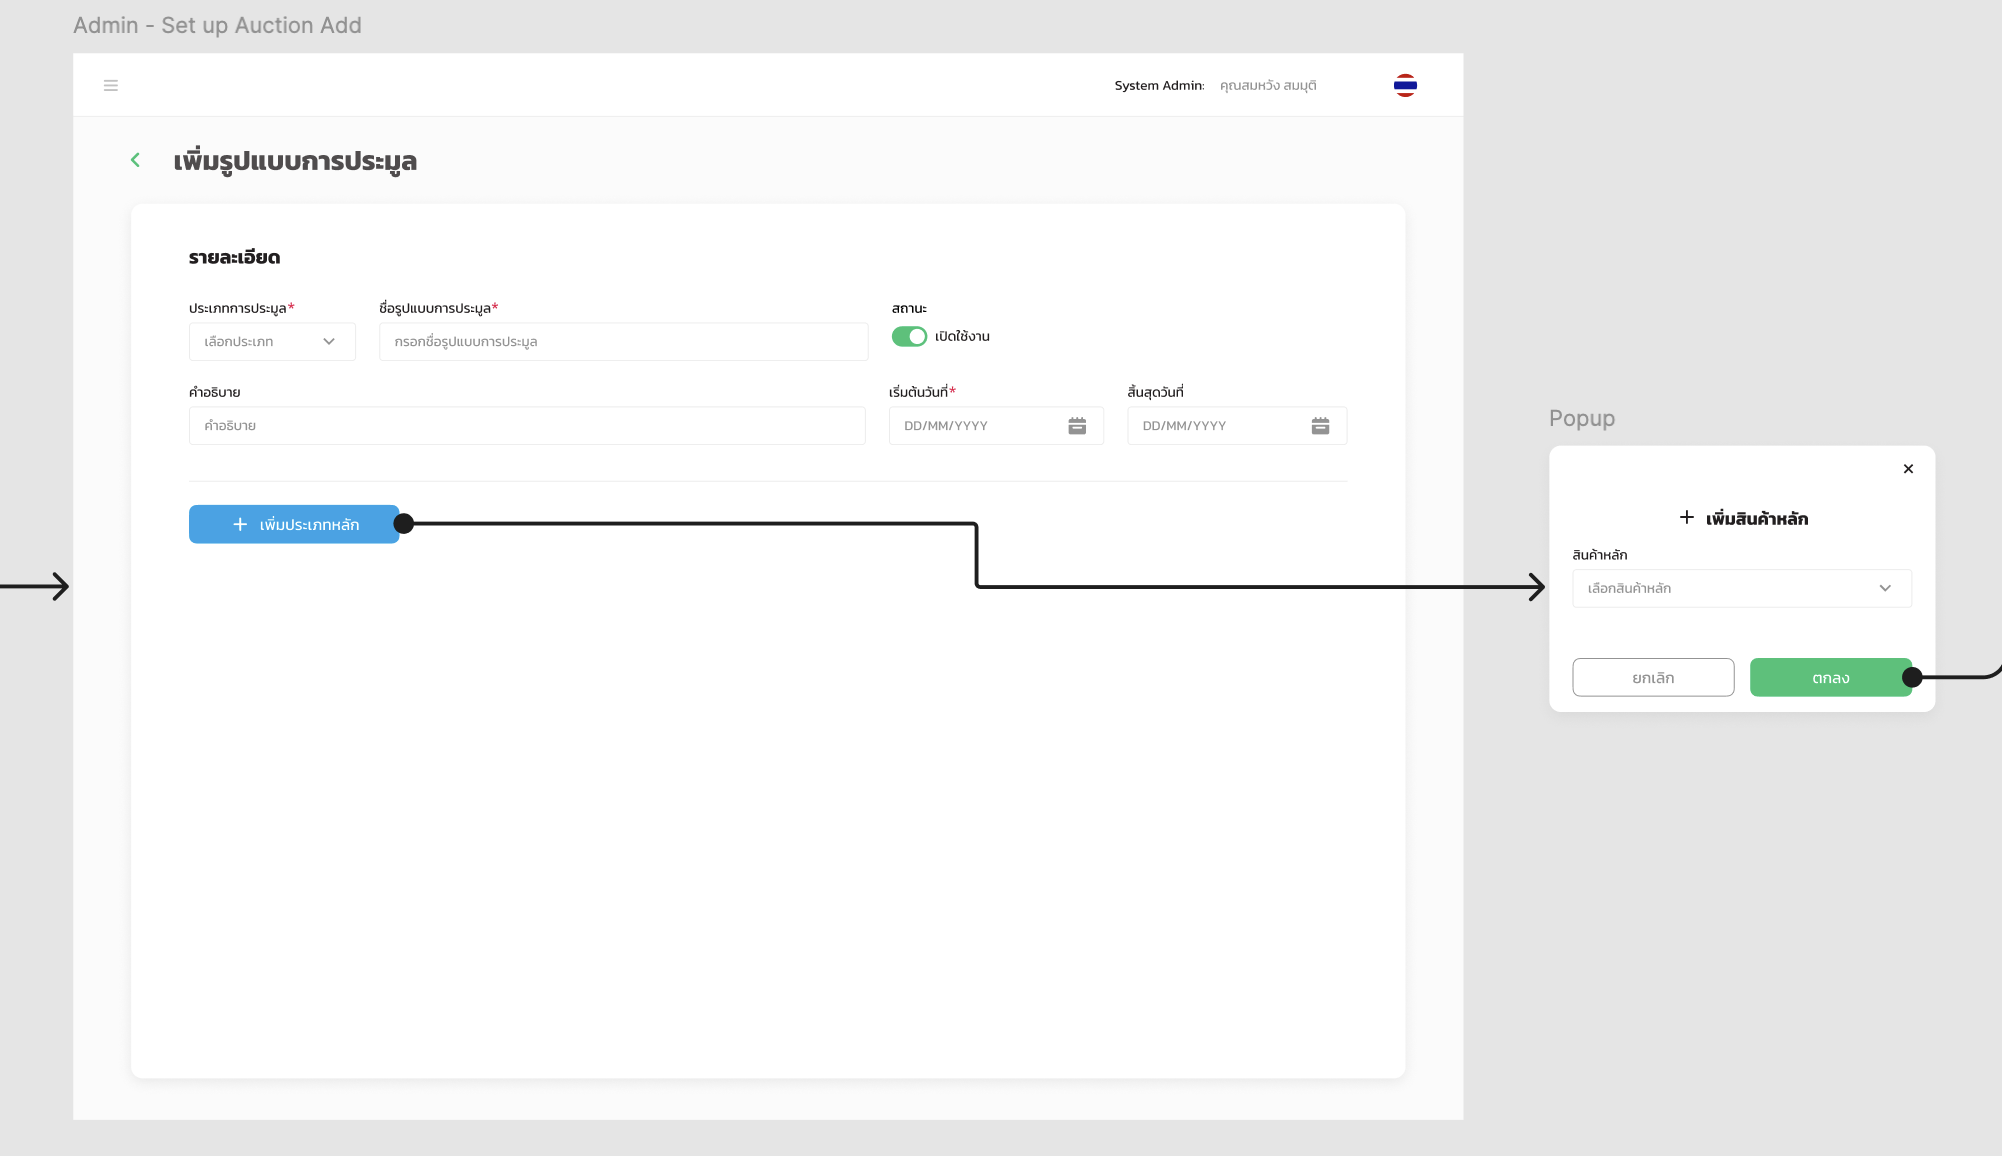 Admin - Set up Auction Add
System Admin: คุณสมหวัง สมมุติ
เพิ่มรูปแบบการประมูล
รายละเอียด
ประเภทการประมูล* ชื่อรูปแบบการประมูล* สถานะ
เลือกประเภท กรอกชื่อรูปแบบการประมูล เปิดใช้งาน
คำอธิบาย เริ่มต้นวันที่* สิ้นสุดวันที่
คำอธิบาย DD/MM/YYYY DD/MM/YYYY
+ เพิ่มประเภทหลัก
Popup
+ เพิ่มสินค้าหลัก
สินค้าหลัก
เลือกสินค้าหลัก
ยกเลิก ตกลง